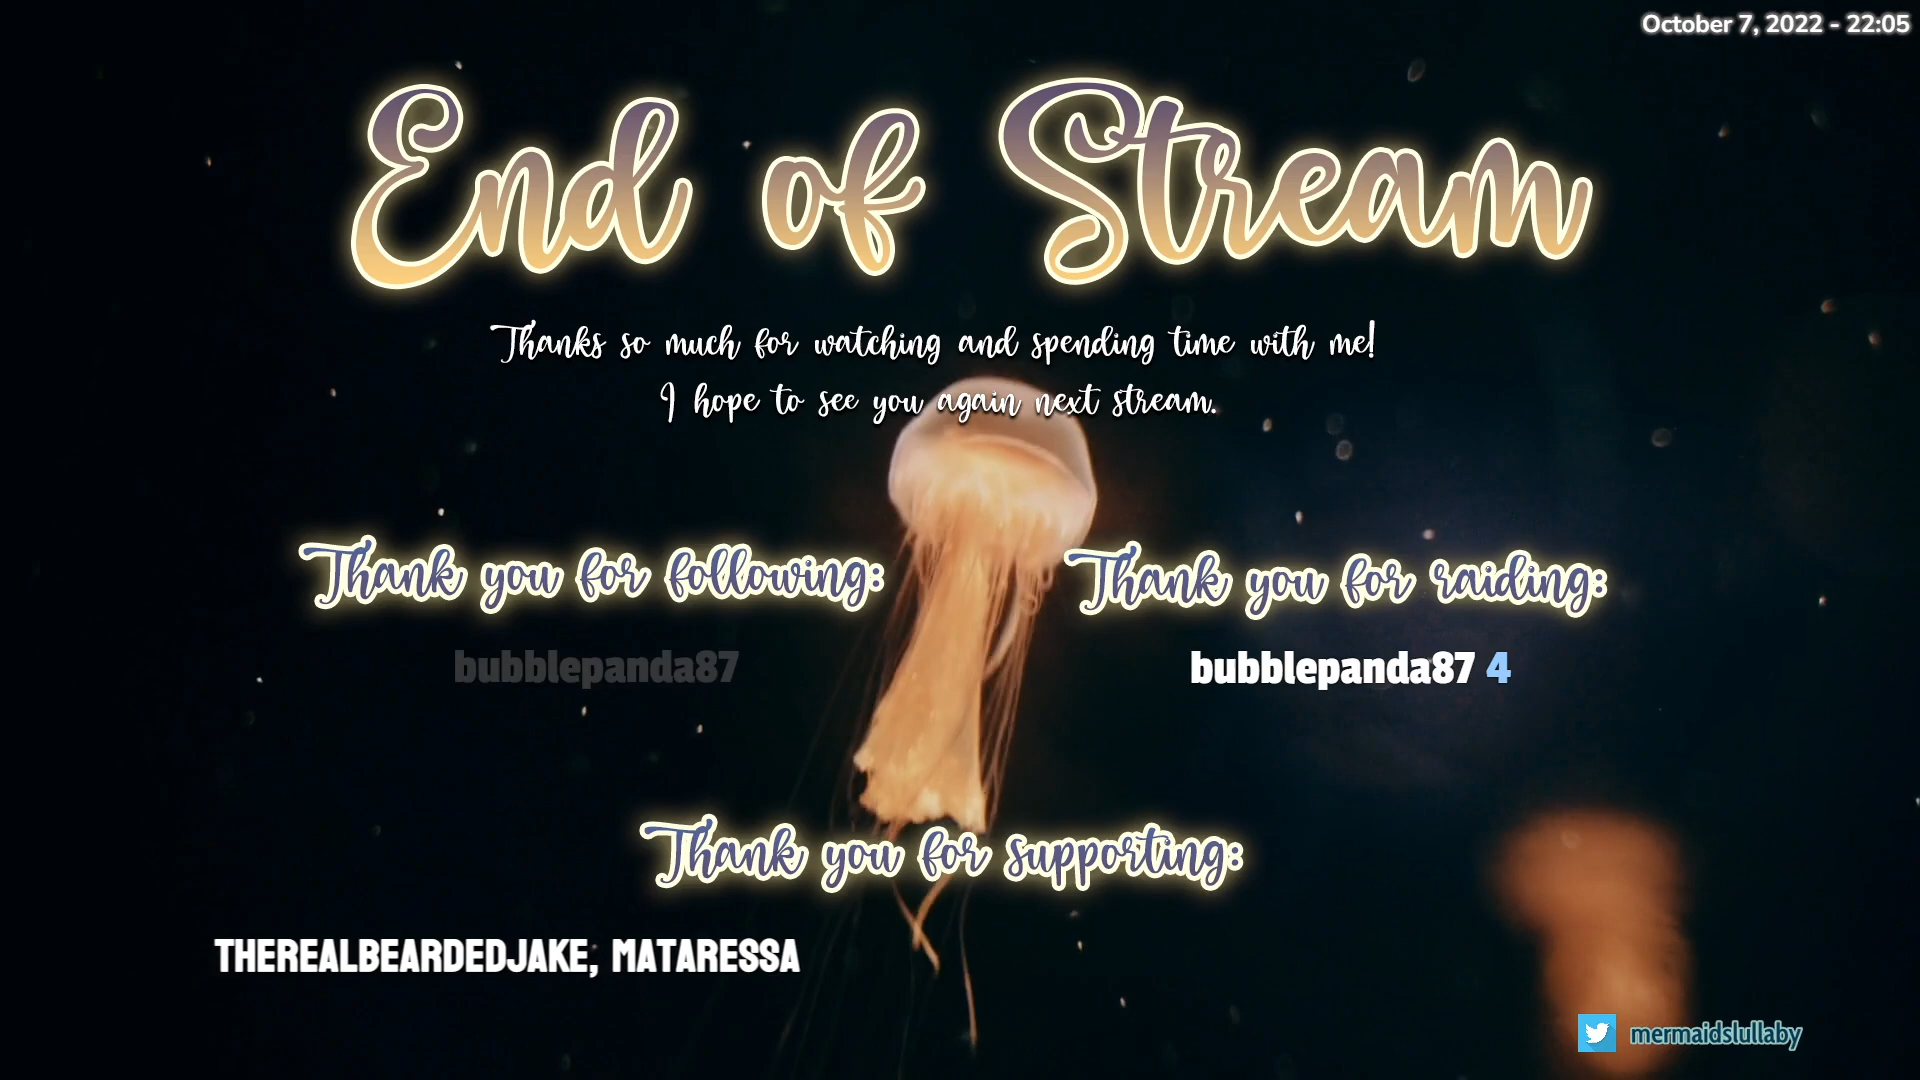 October 7, 2022 - 22:05
End of Stream
Thanks so much for watching and spending time with me!
I hope to see you again next stream.
Thank you for following:
Thank you for raiding:
bubblepanda87
bubblepanda87 4
Thank you for supporting:
THEREALBEARDEDJAKE, MATARESSA
mermaidslullaby